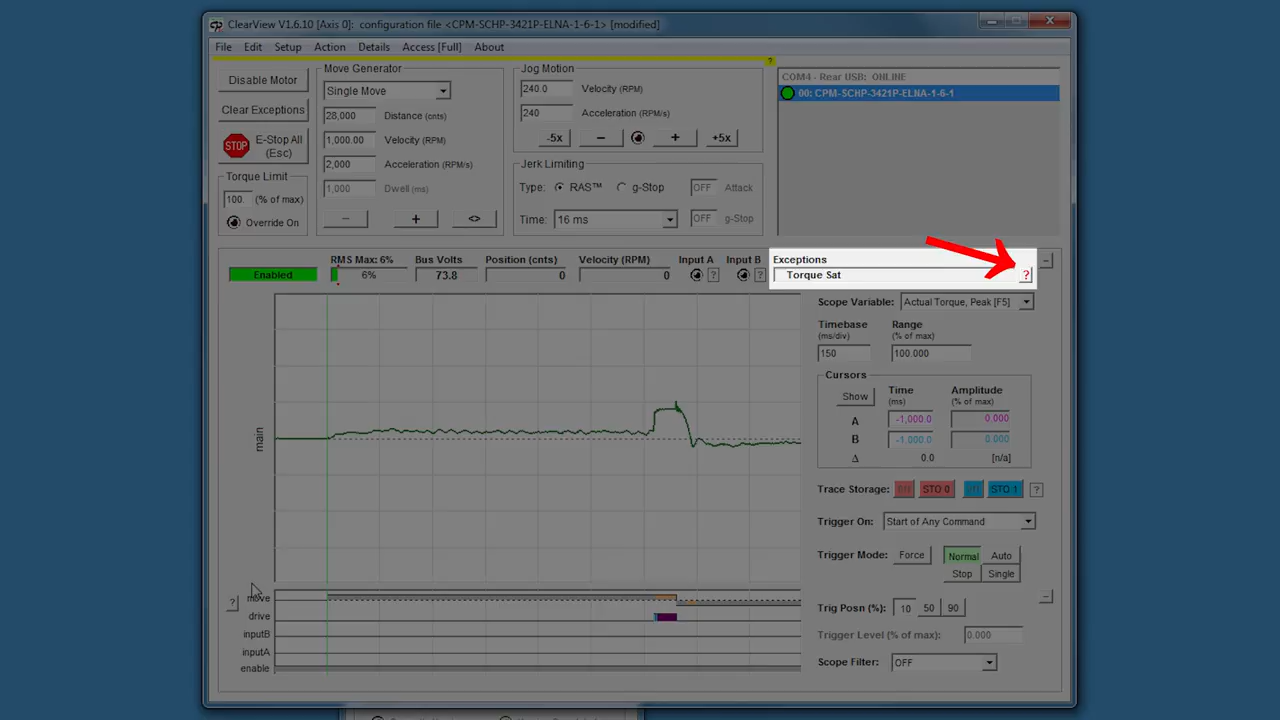 ClearView V1.6.10 [Axis 0]: configuration file <CPM-SCHP-3421P-ELNA-1-6-1> [modified]
File Edit Setup Action Details Access [Full] About
Disable Motor
Clear Exceptions
STOP
E-Stop All
(Esc)
Torque Limit
100. (% of max)
Override On
Move Generator
Single Move
28,000 Distance (cnts)
1,000.00 Velocity (RPM)
2,000 Acceleration (RPM/s)
1,000 Dwell (ms)
− + <>
Jog Motion
240.0 Velocity (RPM)
240 Acceleration (RPM/s)
-5x − + +5x
Jerk Limiting
Type: RAS™ g-Stop OFF Attack
Time: 16 ms OFF g-Stop
?
COM4 - Rear USB: ONLINE
00: CPM-SCHP-3421P-ELNA-1-6-1
Enabled
RMS Max: 6%
6%
Bus Volts
73.8
Position (cnts)
0
Velocity (RPM)
0
Input A
?
Input B
?
Exceptions
Torque Sat
?
−
Scope Variable: Actual Torque, Peak [F5]
Timebase
(ms/div)
150
Range
(% of max)
100.000
Cursors
Show
Time
(ms)
Amplitude
(% of max)
A -1,000.0 0.000
B -1,000.0 0.000
Δ 0.0 [n/a]
Trace Storage: STO 0 STO 1 ?
Trigger On: Start of Any Command
Trigger Mode: Force Normal Auto
Stop Single
Trig Posn (%): 10 50 90
−
Trigger Level (% of max): 0.000
Scope Filter: OFF
main
?
move
drive
inputB
inputA
enable